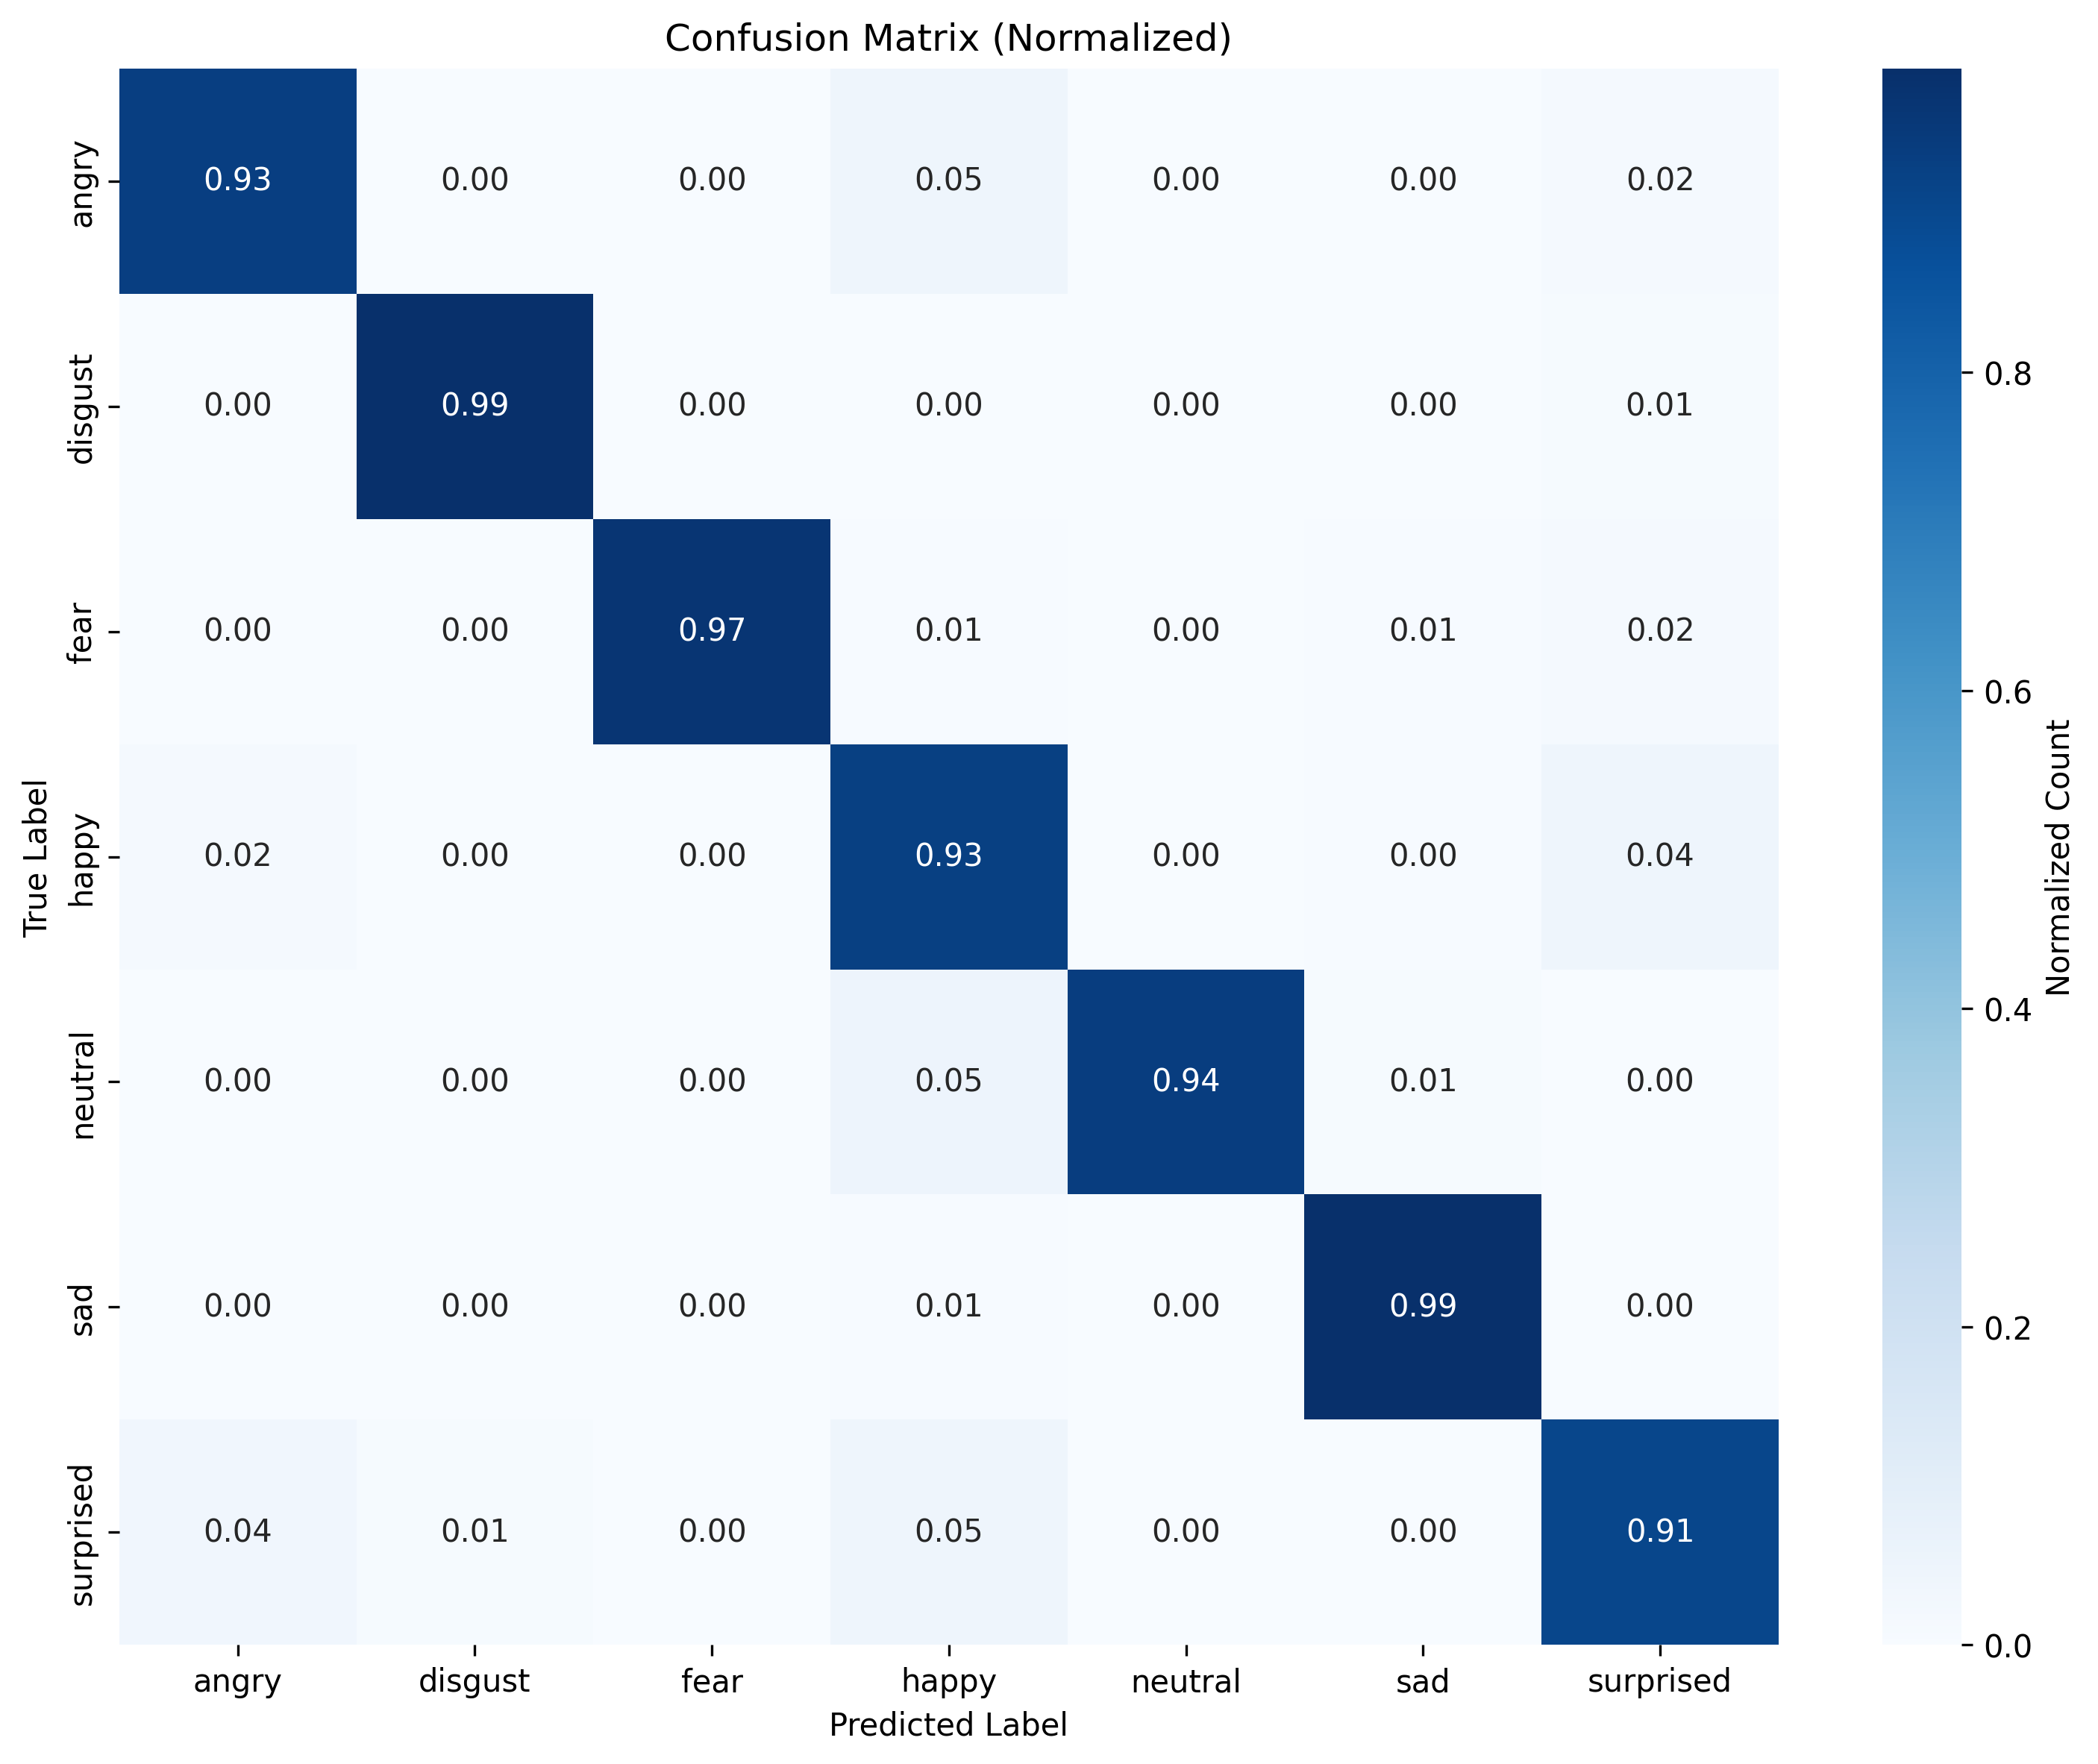 Confusion Matrix (Normalized)
True Label
angry 0.93 0.00 0.00 0.05 0.00 0.00 0.02
disgust 0.00 0.99 0.00 0.00 0.00 0.00 0.01
fear 0.00 0.00 0.97 0.01 0.00 0.01 0.02
happy 0.02 0.00 0.00 0.93 0.00 0.00 0.04
neutral 0.00 0.00 0.00 0.05 0.94 0.01 0.00
sad 0.00 0.00 0.00 0.01 0.00 0.99 0.00
surprised 0.04 0.01 0.00 0.05 0.00 0.00 0.91
angry disgust fear happy neutral sad surprised
Predicted Label
0.8
0.6
0.4
0.2
0.0
Normalized Count